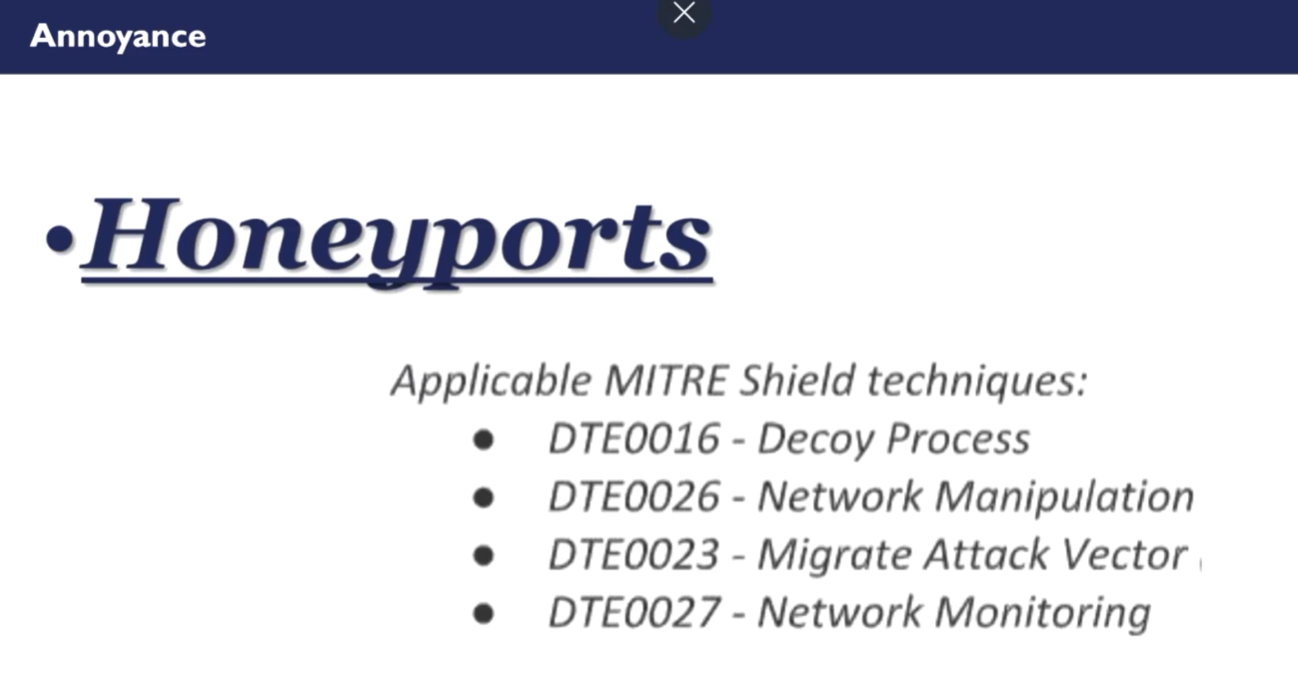 Annoyance
•Honeyports
Applicable MITRE Shield techniques:
● DTE0016 - Decoy Process
● DTE0026 - Network Manipulation
● DTE0023 - Migrate Attack Vector
● DTE0027 - Network Monitoring